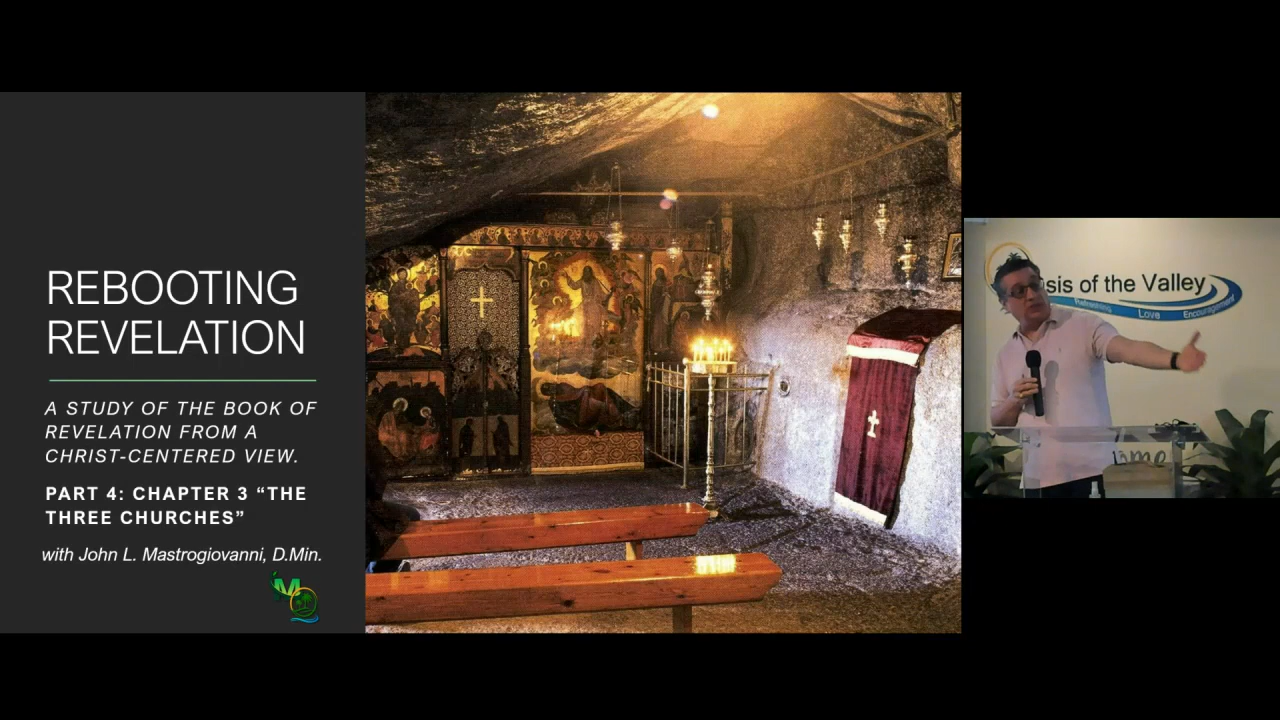 REBOOTING
REVELATION
A STUDY OF THE BOOK OF
REVELATION FROM A
CHRIST-CENTERED VIEW.
PART 4: CHAPTER 3 “THE
THREE CHURCHES”
with John L. Mastrogiovanni, D.Min.
sis of the Valley
Love
Encouragement